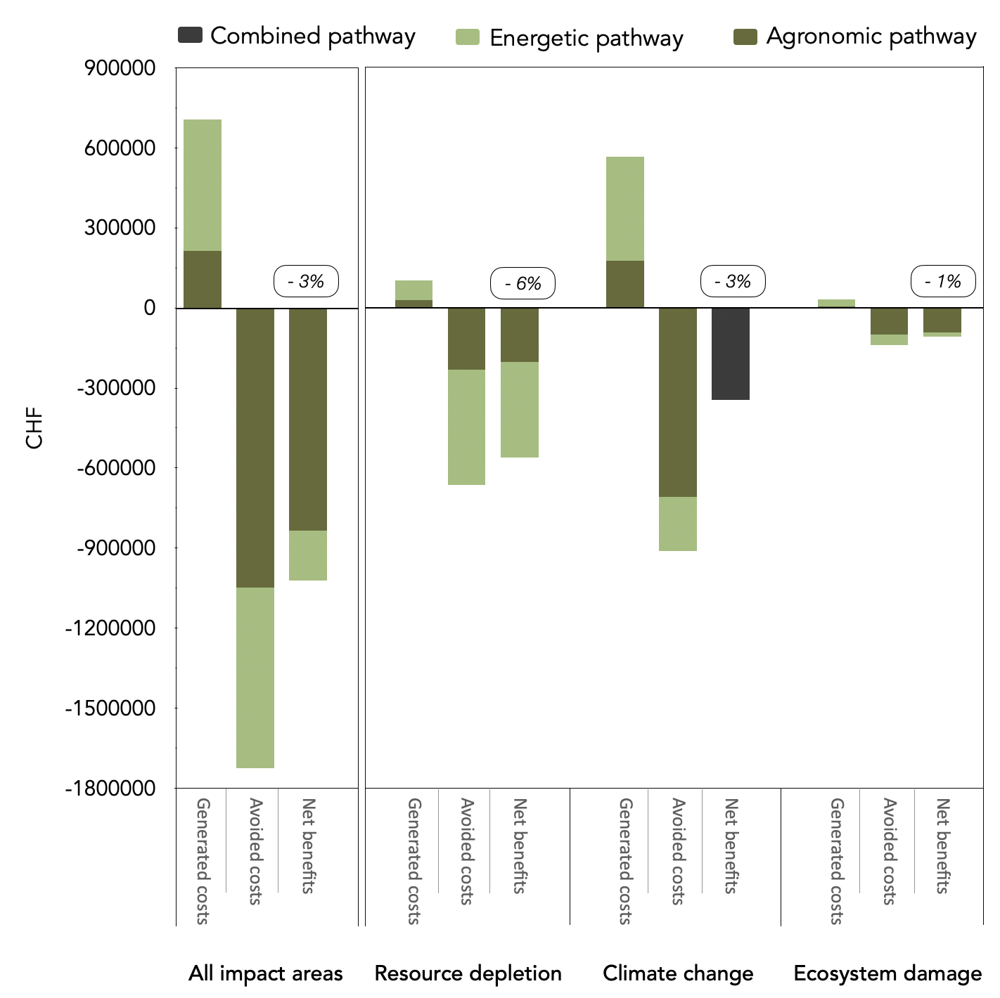 Combined pathway
Energetic pathway
Agronomic pathway
900000
600000
300000
0
-300000
-600000
-900000
-1200000
-1500000
-1800000
CHF
- 3%
- 6%
- 3%
- 1%
Generated costs
Avoided costs
Net benefits
Generated costs
Avoided costs
Net benefits
Generated costs
Avoided costs
Net benefits
Generated costs
Avoided costs
Net benefits
All impact areas
Resource depletion
Climate change
Ecosystem damage